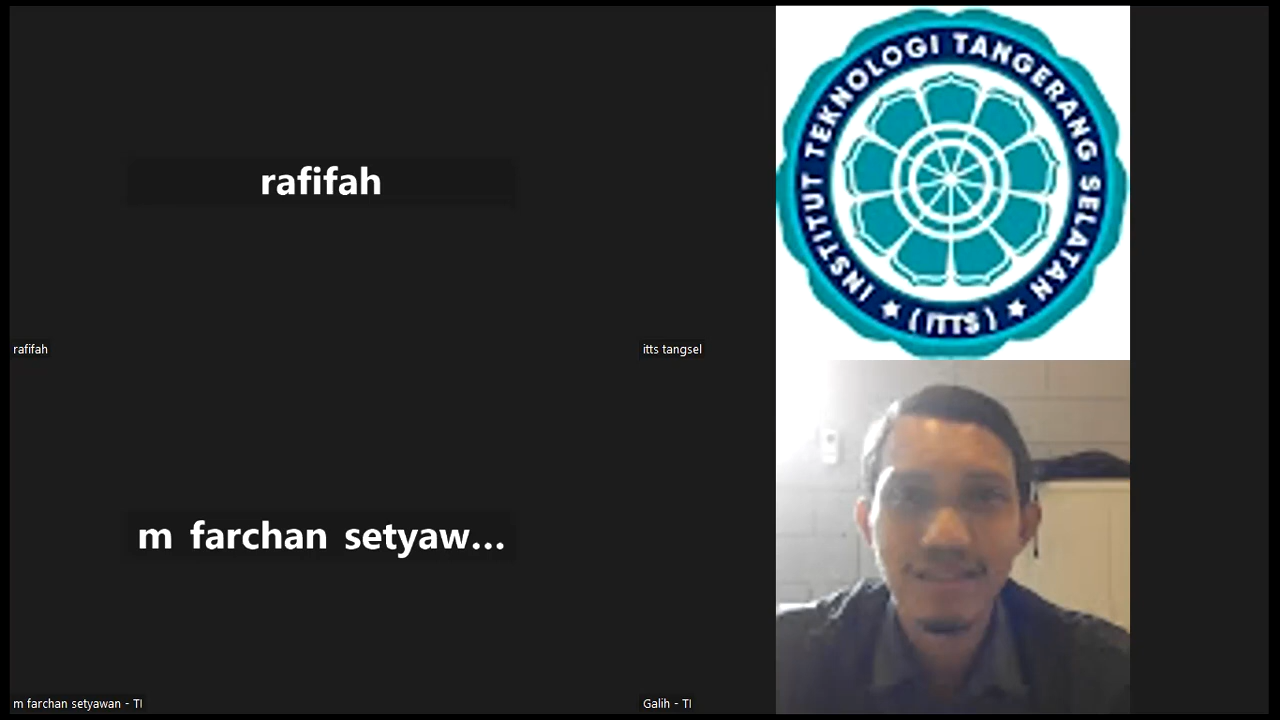 rafifah
rafifah
INSTITUT TEKNOLOGI TANGERANG SELATAN
( ITTS )
itts tangsel
m farchan setyaw...
m farchan setyawan - TI
Galih - TI